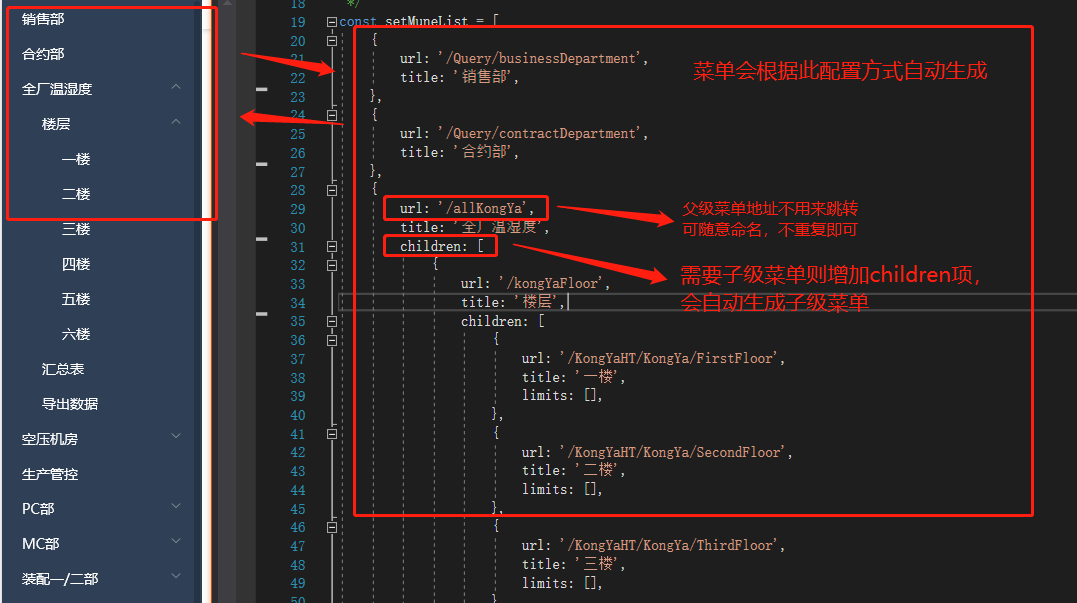 销售部
合约部
全厂温湿度
楼层
一楼
二楼
三楼
四楼
五楼
六楼
汇总表
导出数据
空压机房
生产管控
PC部
MC部
装配一/二部
18 */
19 const setMuneList = [
20 {
21 url: '/Query/businessDepartment',
22 title: '销售部',
23 },
24 {
25 url: '/Query/contractDepartment',
26 title: '合约部',
27 },
28 {
29 url: '/allKongYa',
30 title: '全厂温湿度',
31 children: [
32 {
33 url: '/kongYaFloor',
34 title: '楼层',
35 children: [
36 {
37 url: '/KongYaHT/KongYa/FirstFloor',
38 title: '一楼',
39 limits: [],
40 },
41 {
42 url: '/KongYaHT/KongYa/SecondFloor',
43 title: '二楼',
44 limits: [],
45 },
46 {
47 url: '/KongYaHT/KongYa/ThirdFloor',
48 title: '三楼',
49 limits: [],
50 }
菜单会根据此配置方式自动生成
父级菜单地址不用来跳转
可随意命名，不重复即可
需要子级菜单则增加children项，
会自动生成子级菜单